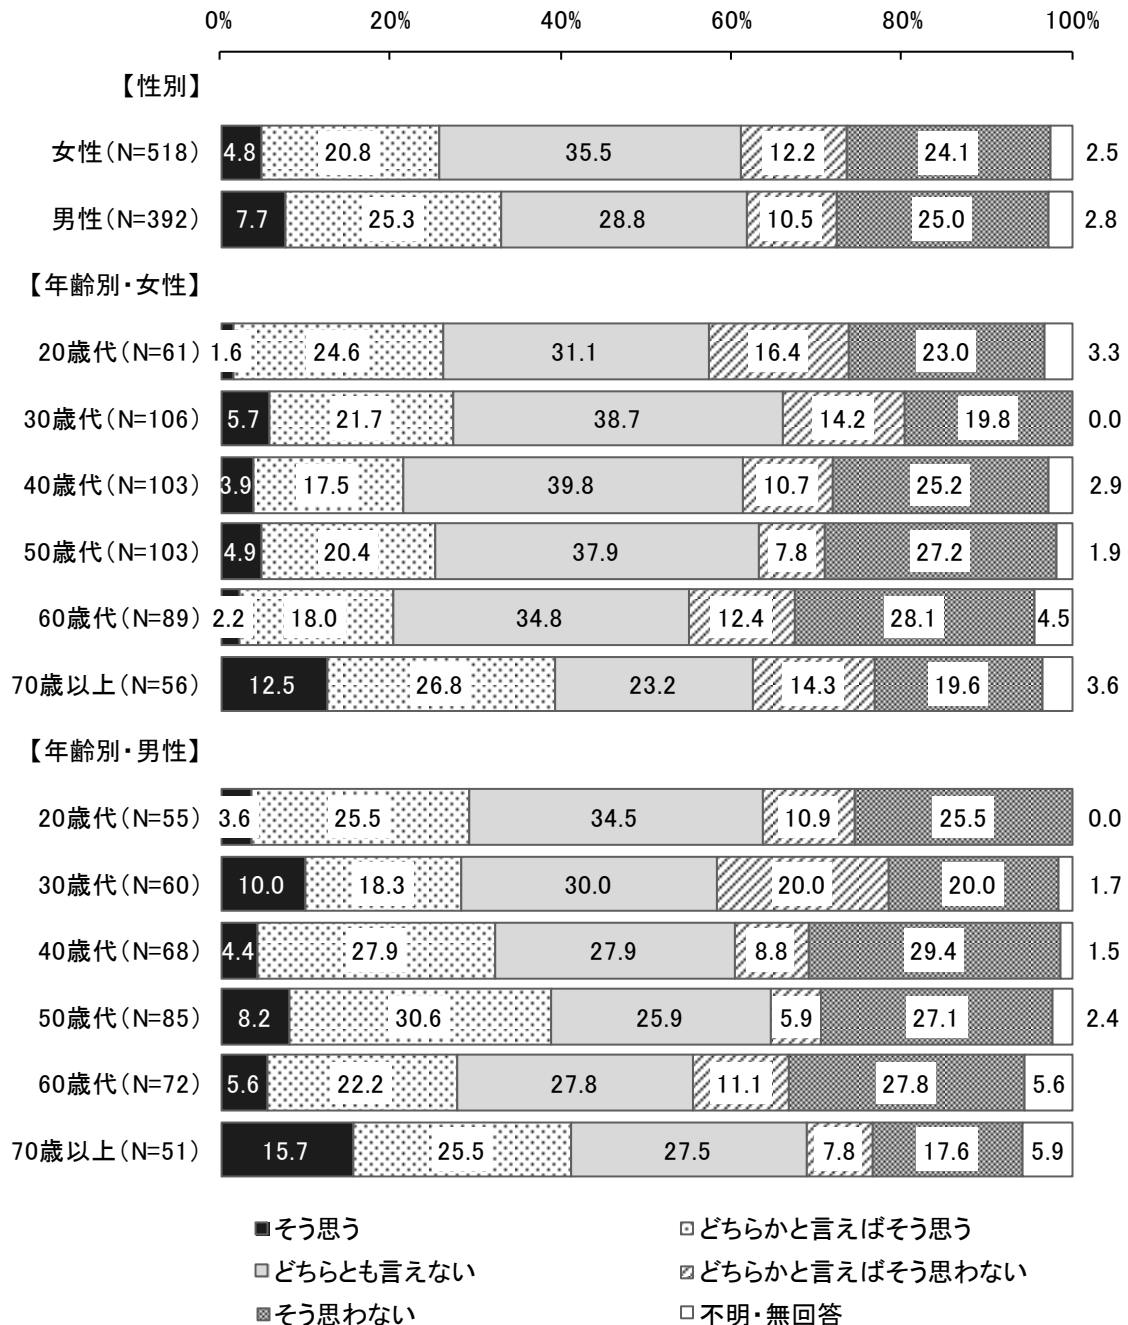 0% 20% 40% 60% 80% 100%
【性別】
女性(N=518) 4.8 20.8 35.5 12.2 24.1 2.5
男性(N=392) 7.7 25.3 28.8 10.5 25.0 2.8
【年齢別・女性】
20歳代(N=61) 1.6 24.6 31.1 16.4 23.0 3.3
30歳代(N=106) 5.7 21.7 38.7 14.2 19.8 0.0
40歳代(N=103) 3.9 17.5 39.8 10.7 25.2 2.9
50歳代(N=103) 4.9 20.4 37.9 7.8 27.2 1.9
60歳代(N=89) 2.2 18.0 34.8 12.4 28.1 4.5
70歳以上(N=56) 12.5 26.8 23.2 14.3 19.6 3.6
【年齢別・男性】
20歳代(N=55) 3.6 25.5 34.5 10.9 25.5 0.0
30歳代(N=60) 10.0 18.3 30.0 20.0 20.0 1.7
40歳代(N=68) 4.4 27.9 27.9 8.8 29.4 1.5
50歳代(N=85) 8.2 30.6 25.9 5.9 27.1 2.4
60歳代(N=72) 5.6 22.2 27.8 11.1 27.8 5.6
70歳以上(N=51) 15.7 25.5 27.5 7.8 17.6 5.9
そう思う どちらかと言えばそう思う
どちらとも言えない どちらかと言えばそう思わない
そう思わない 不明・無回答